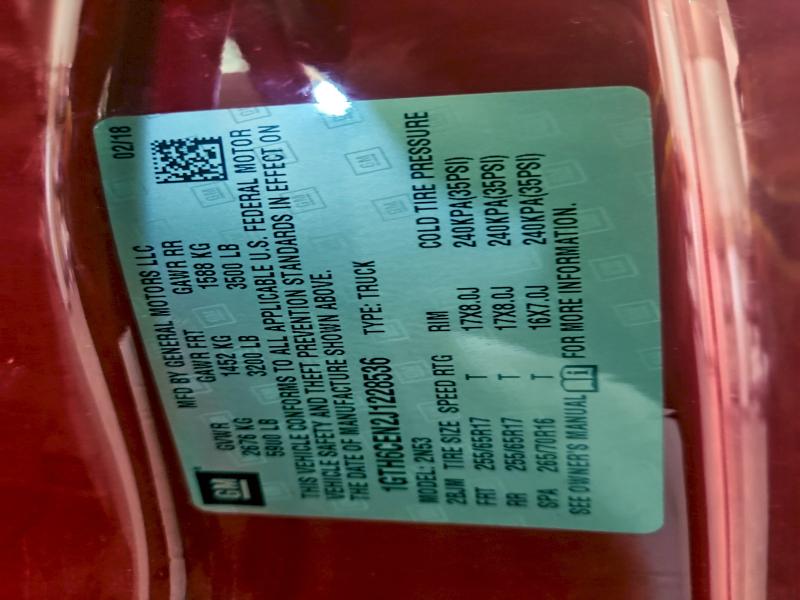 GM
MFD BY GENERAL MOTORS LLC 02/18
GVWR GAWR FRT GAWR RR
2676 KG 1452 KG 1588 KG
5900 LB 3200 LB 3500 LB
THIS VEHICLE CONFORMS TO ALL APPLICABLE U.S. FEDERAL MOTOR
VEHICLE SAFETY AND THEFT PREVENTION STANDARDS IN EFFECT ON
THE DATE OF MANUFACTURE SHOWN ABOVE.
1GTH6CEN2J1228536 TYPE: TRUCK
MODEL: 2N63
2BJM TIRE SIZE SPEED RTG RIM COLD TIRE PRESSURE
FRT 255/65R17 T 17X8.0J 240KPA(35PSI)
RR 255/65R17 T 17X8.0J 240KPA(35PSI)
SPA 265/70R16 T 16X7.0J 240KPA(35PSI)
SEE OWNER'S MANUAL FOR MORE INFORMATION.